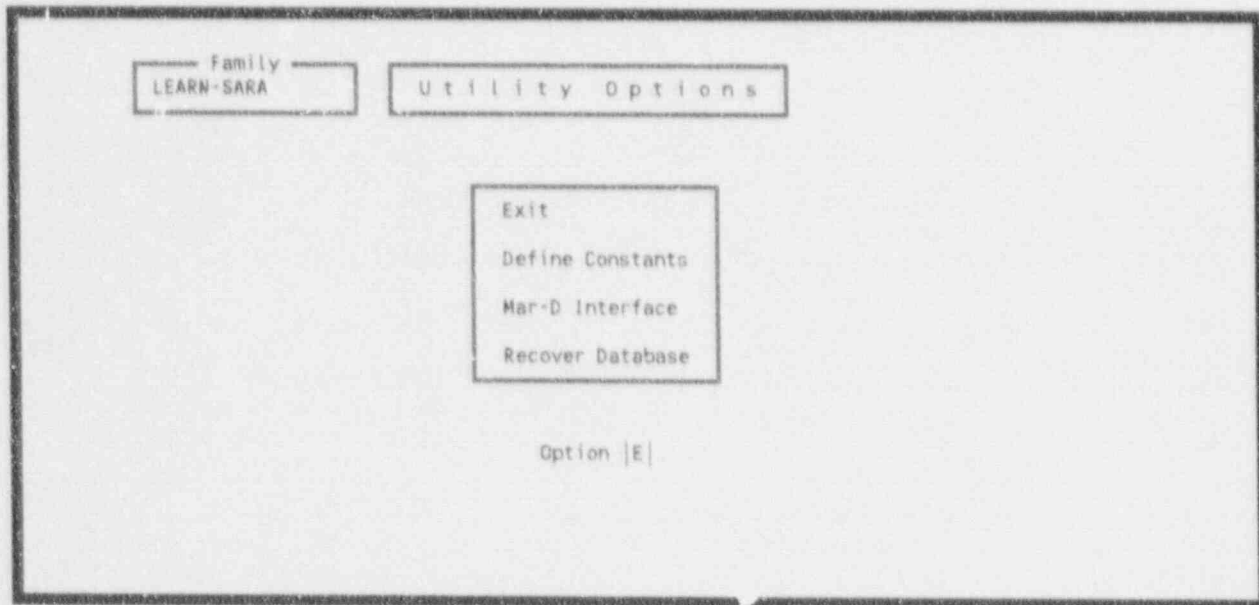 Family
LEARN-SARA
Utility Options
Exit
Define Constants
Mar-D Interface
Recover Database
Option |E|